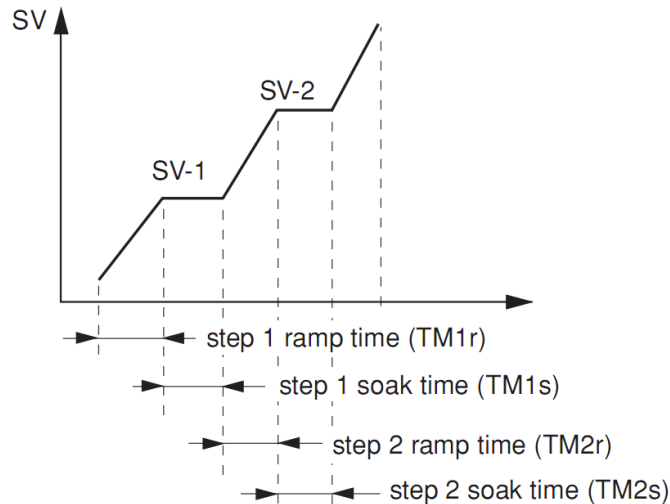 SV
SV-2
SV-1
step 1 ramp time (TM1r)
step 1 soak time (TM1s)
step 2 ramp time (TM2r)
step 2 soak time (TM2s)